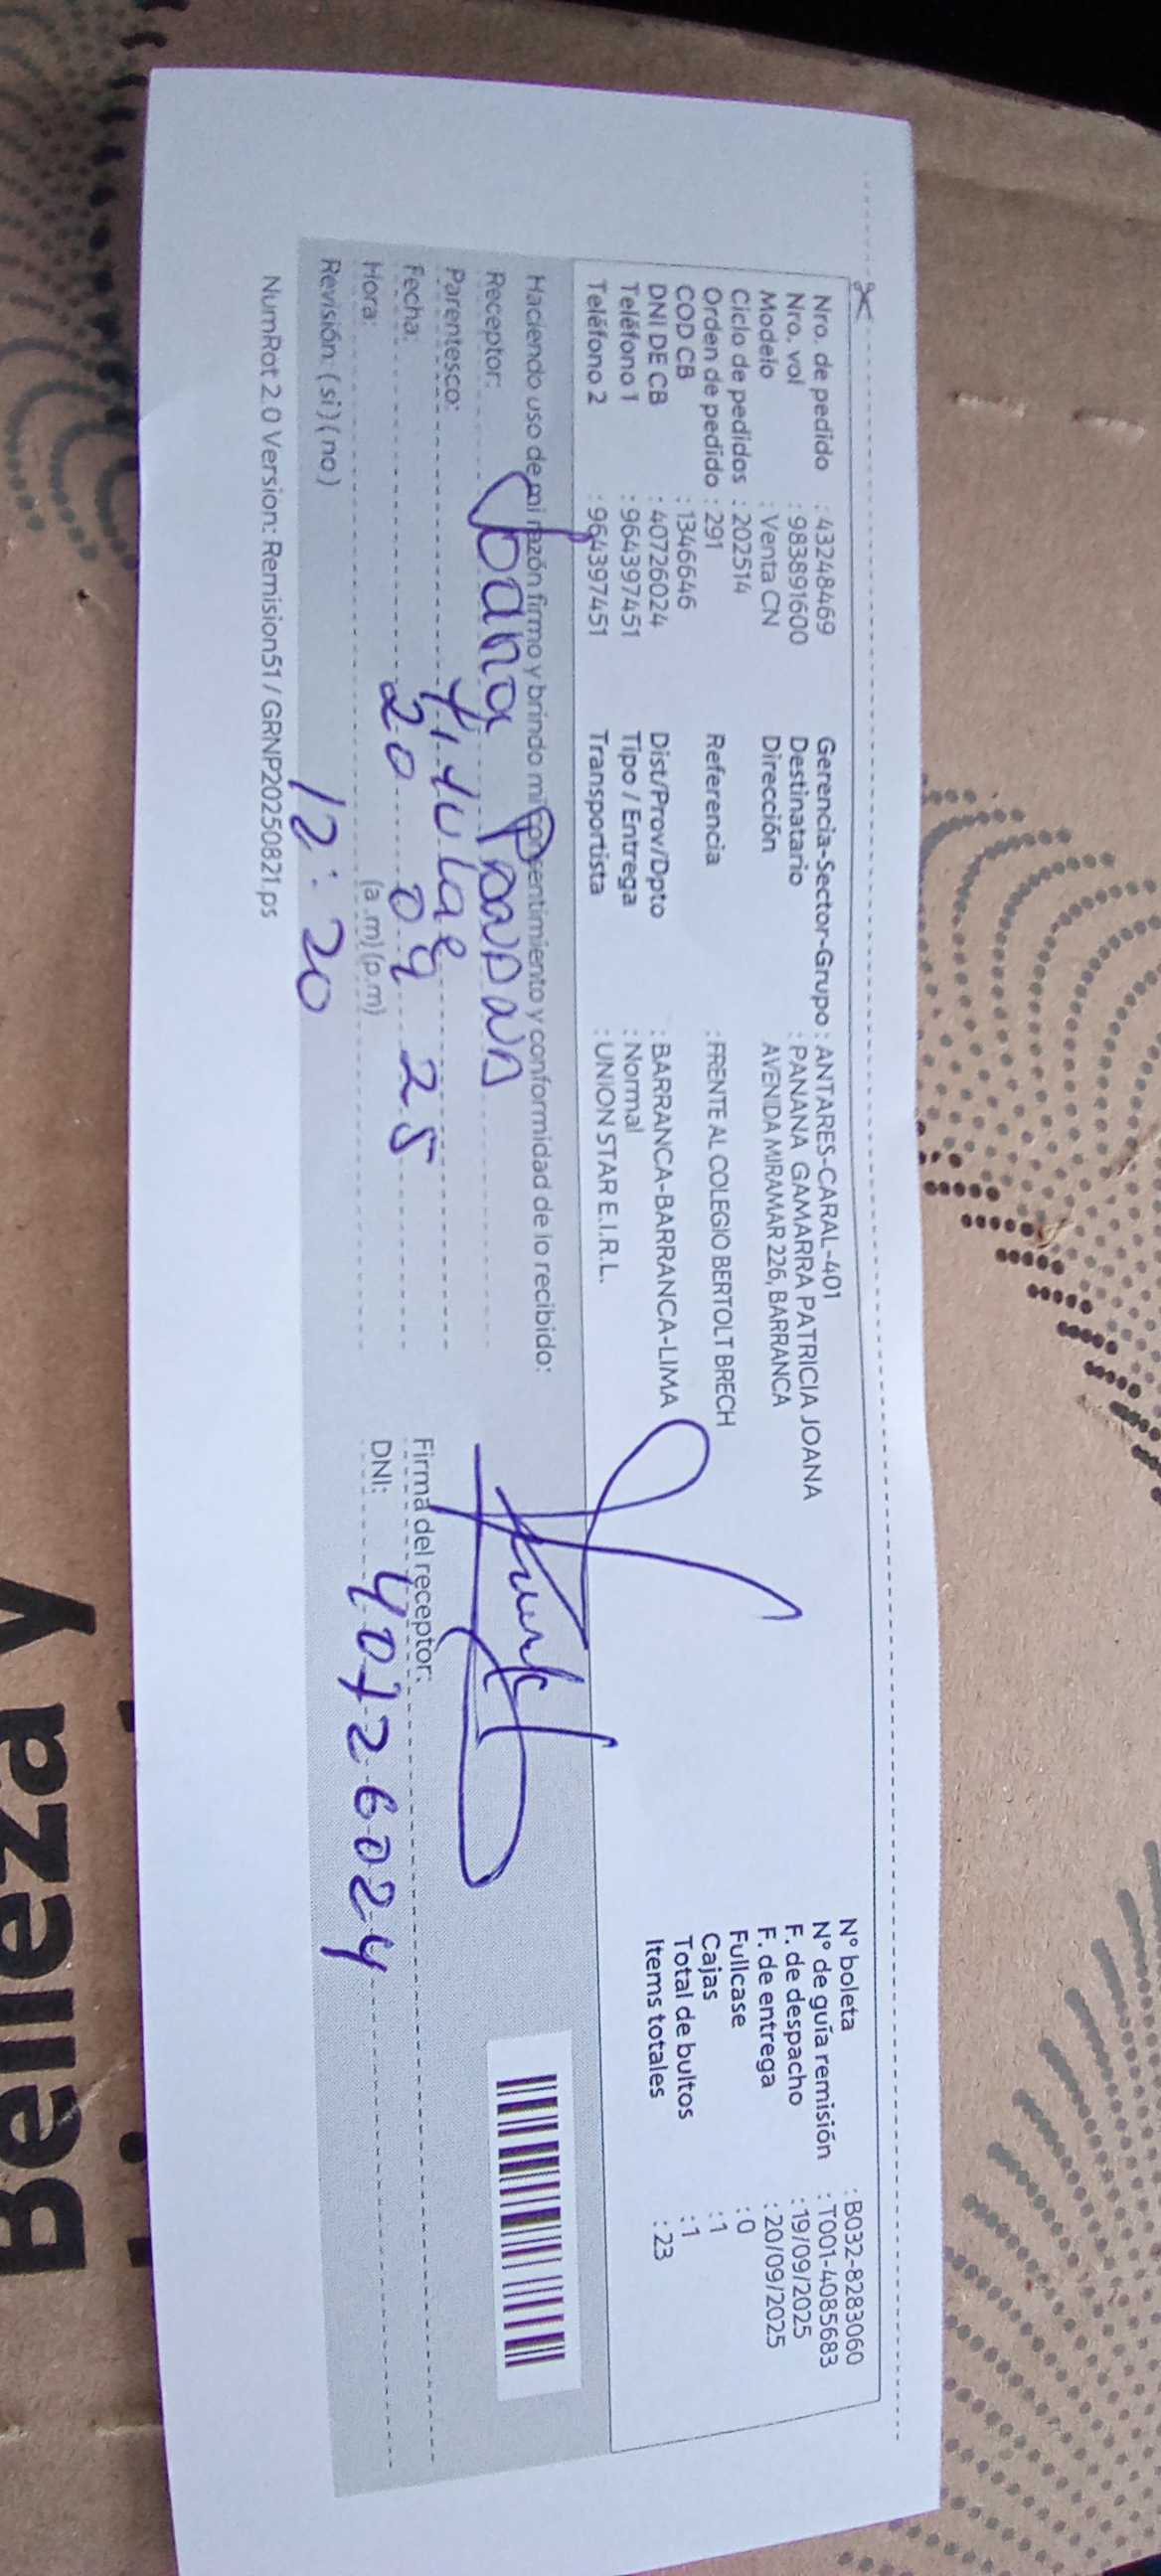 Nro. de pedido : 43248469
Nro. vol : 983891600
Modelo : Venta CN
Ciclo de pedidos : 202514
Orden de pedido : 291
COD CB : 1346646
DNI DE CB : 40726024
Teléfono 1 : 964397451
Teléfono 2 : 964397451
Gerencia-Sector-Grupo : ANTARES-CARAL-401
Destinatario : PANANA GAMARRA PATRICIA JOANA
Dirección AVENIDA MIRAMAR 226, BARRANCA
Referencia : FRENTE AL COLEGIO BERTOLT BRECH
Dist/Prov/Dpto : BARRANCA-BARRANCA-LIMA
Tipo / Entrega : Normal
Transportista : UNION STAR E.I.R.L.
N° boleta : B032-8283060
N° de guía remisión : T001-4085683
F. de despacho : 19/09/2025
F. de entrega : 20/09/2025
Fullcase : 0
Cajas : 1
Total de bultos : 1
Items totales : 23
Haciendo uso de mi razón firmo y brindo mi consentimiento y conformidad de lo recibido:
Receptor: Joana
Parentesco: Titular
Fecha: 20 09 25
Hora: 12:20 (a.m) (p.m)
Revisión ( si ) ( no )
Firma del receptor:
DNI: 40726024
NumRot 2.0 Version: Remision51 / GRNP20250821.ps
Belleza y